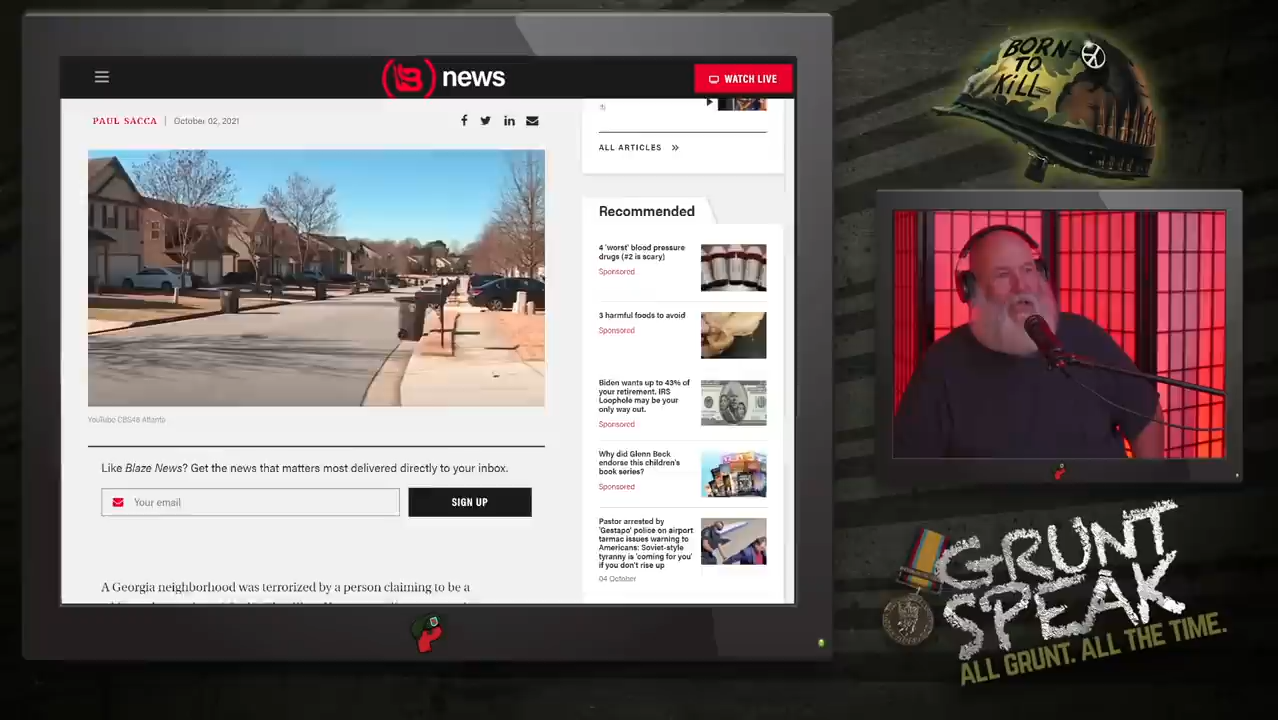 news
WATCH LIVE
PAUL SACCA | October 02, 2021
ALL ARTICLES »
Recommended
4 'worst' blood pressure
drugs (#2 is scary)
Sponsored
3 harmful foods to avoid
Sponsored
Biden wants up to 43% of
your retirement. IRS
Loophole may be your
only way out.
Sponsored
Why did Glenn Beck
endorse this children's
book series?
Sponsored
Pastor arrested by
'Gestapo' police on airport
tarmac issues warning to
Americans: Soviet-style
tyranny is 'coming for you'
if you don't rise up
04 October
YouTube CBS46 Atlanta
Like Blaze News? Get the news that matters most delivered directly to your inbox.
Your email
SIGN UP
A Georgia neighborhood was terrorized by a person claiming to be a
BORN
TO
KiLL
GRUNT
SPEAK
ALL GRUNT. ALL THE TIME.